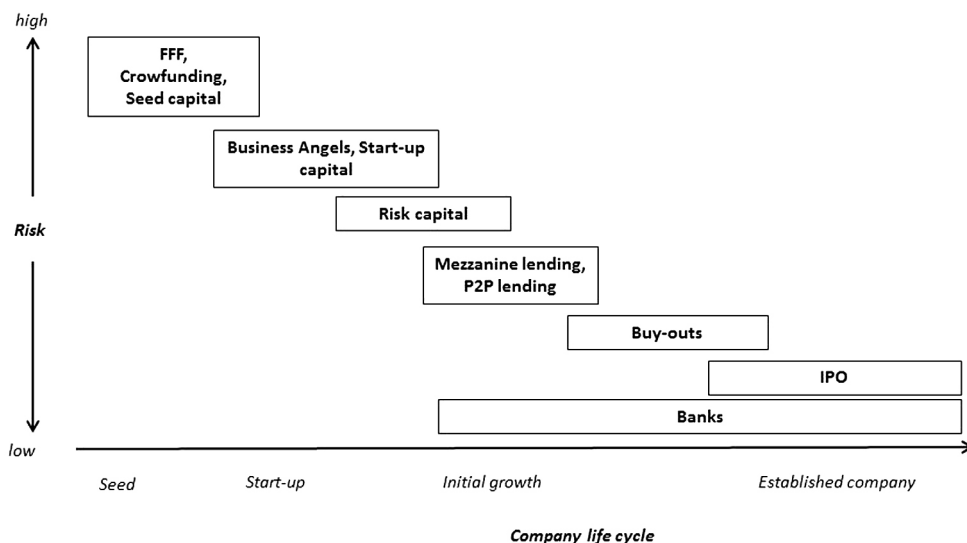 high
FFF,
Crowfunding,
Seed capital
Business Angels, Start-up
capital
Risk capital
Risk
Mezzanine lending,
P2P lending
Buy-outs
IPO
Banks
low
Seed
Start-up
Initial growth
Established company
Company life cycle